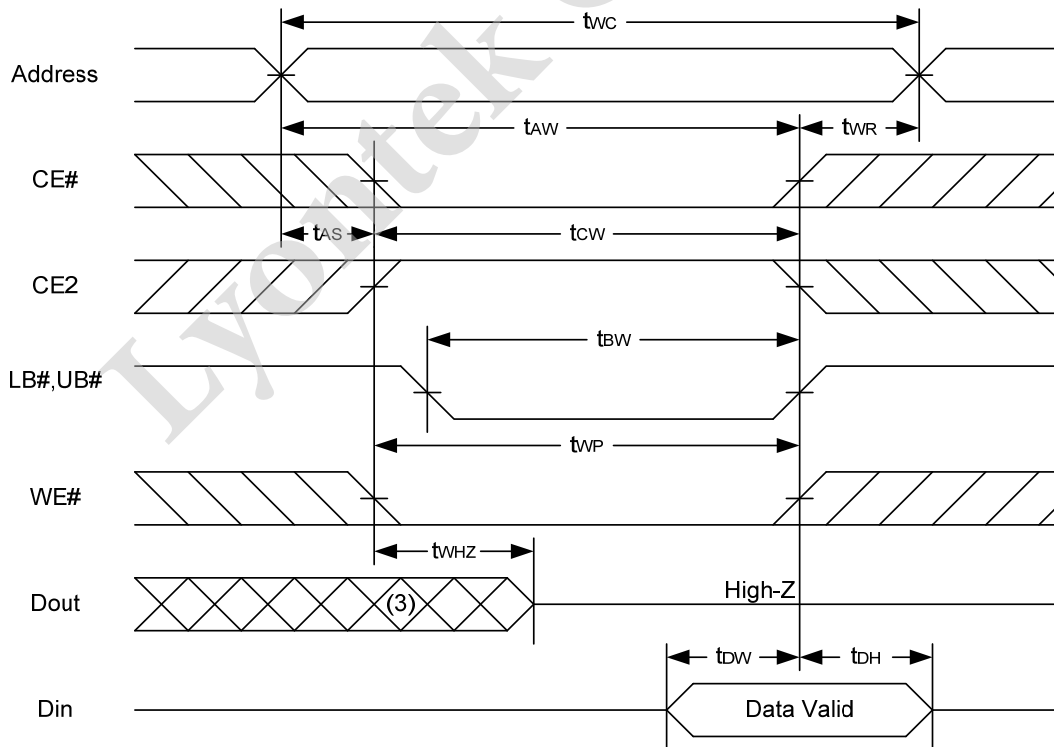 tWC
Address
tAW
tWR
CE#
tAS
tCW
CE2
tBW
LB#,UB#
tWP
WE#
tWHZ
Dout
(3)
High-Z
tDW
tDH
Din
Data Valid
Lyontek